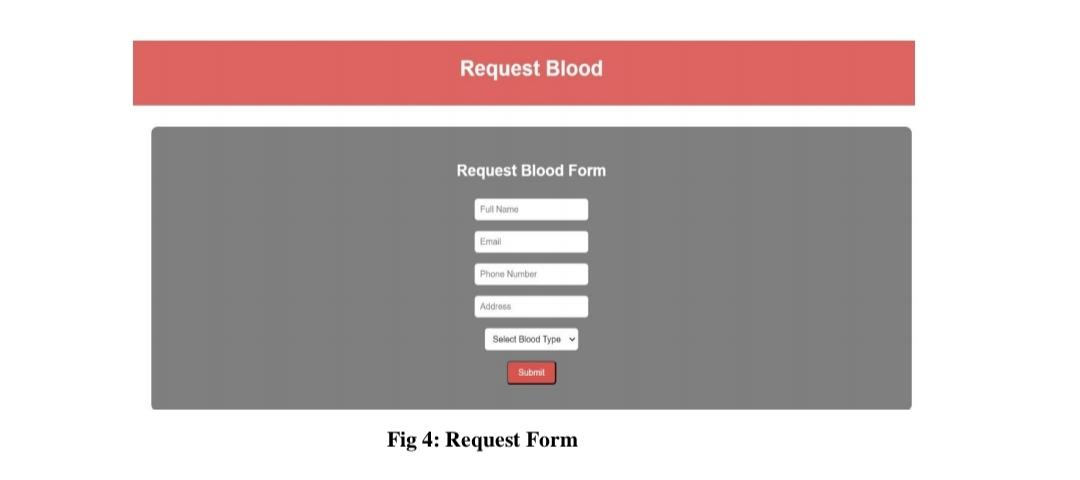 Request Blood
Request Blood Form
Full Name
Email
Phone Number
Address
Select Blood Type
Submit
Fig 4: Request Form